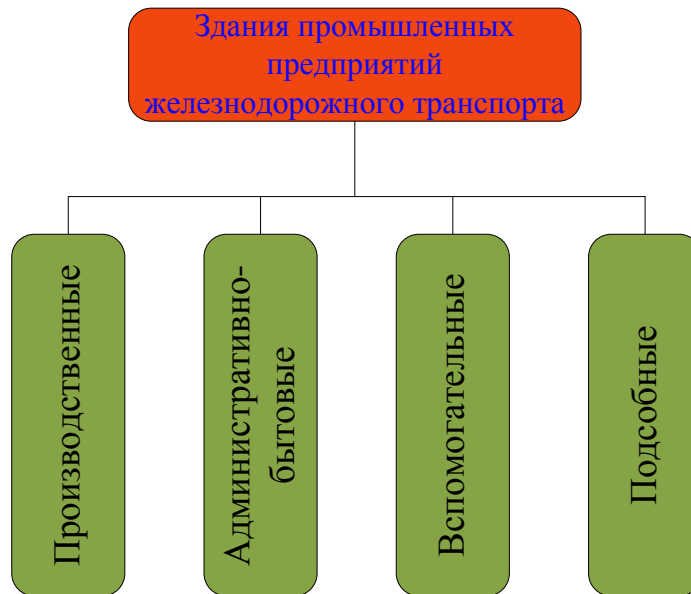 Здания промышленных
предприятий
железнодорожного транспорта
Производственные
Административно-
бытовые
Вспомогательные
Подсобные